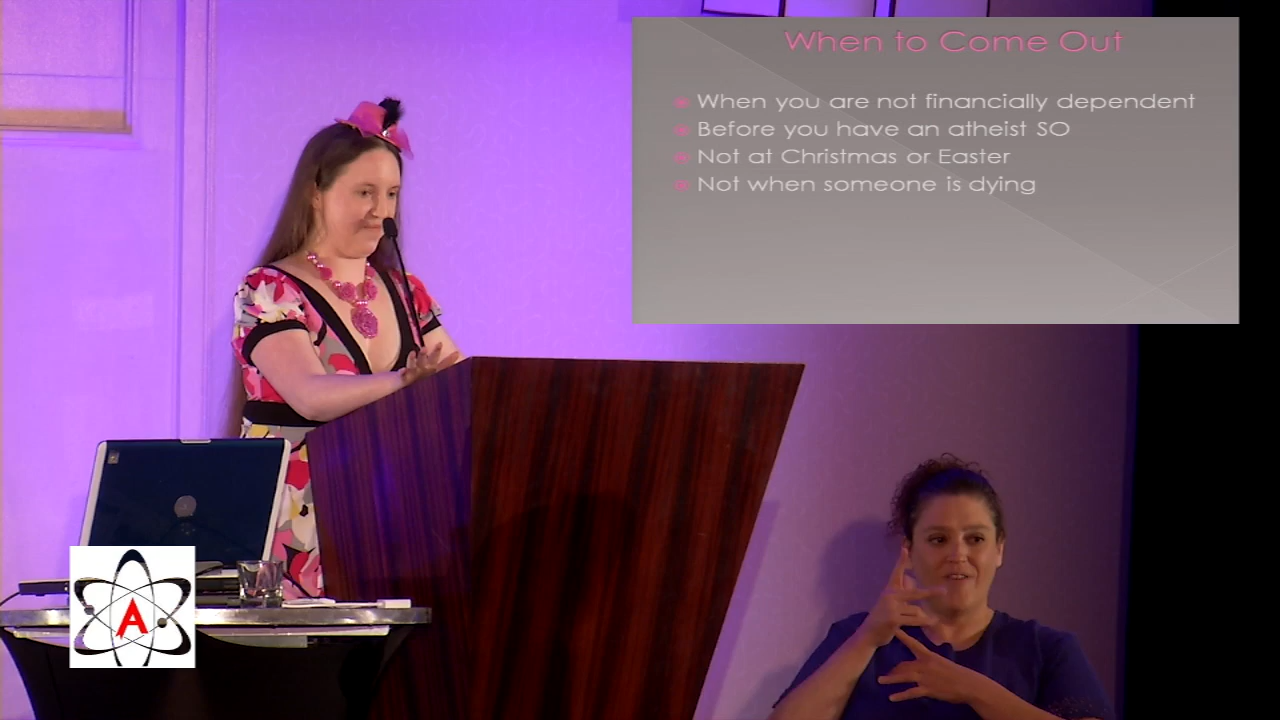 When to Come Out
When you are not financially dependent
Before you have an atheist SO
Not at Christmas or Easter
Not when someone is dying
A